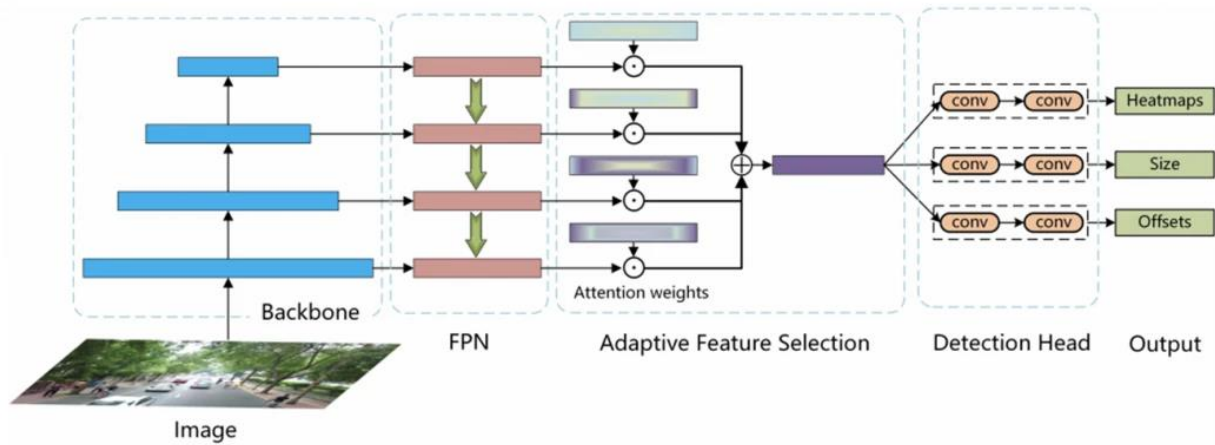 conv
conv
Heatmaps
conv
conv
Size
conv
conv
Offsets
Attention weights
Backbone
FPN
Adaptive Feature Selection
Detection Head
Output
Image